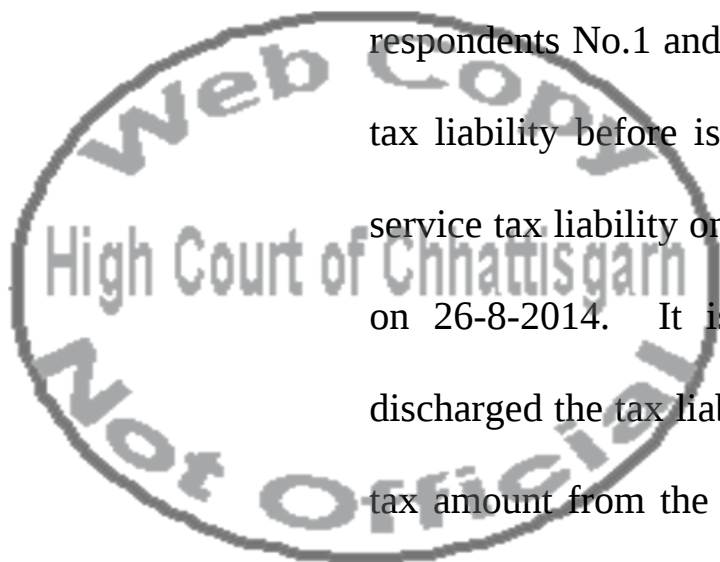 respondents No.1 and
tax liability before is
service tax liability on
on 26-8-2014. It is
discharged the tax liab
tax amount from the
Web Copy
High Court of Chhattisgarh
Not Official